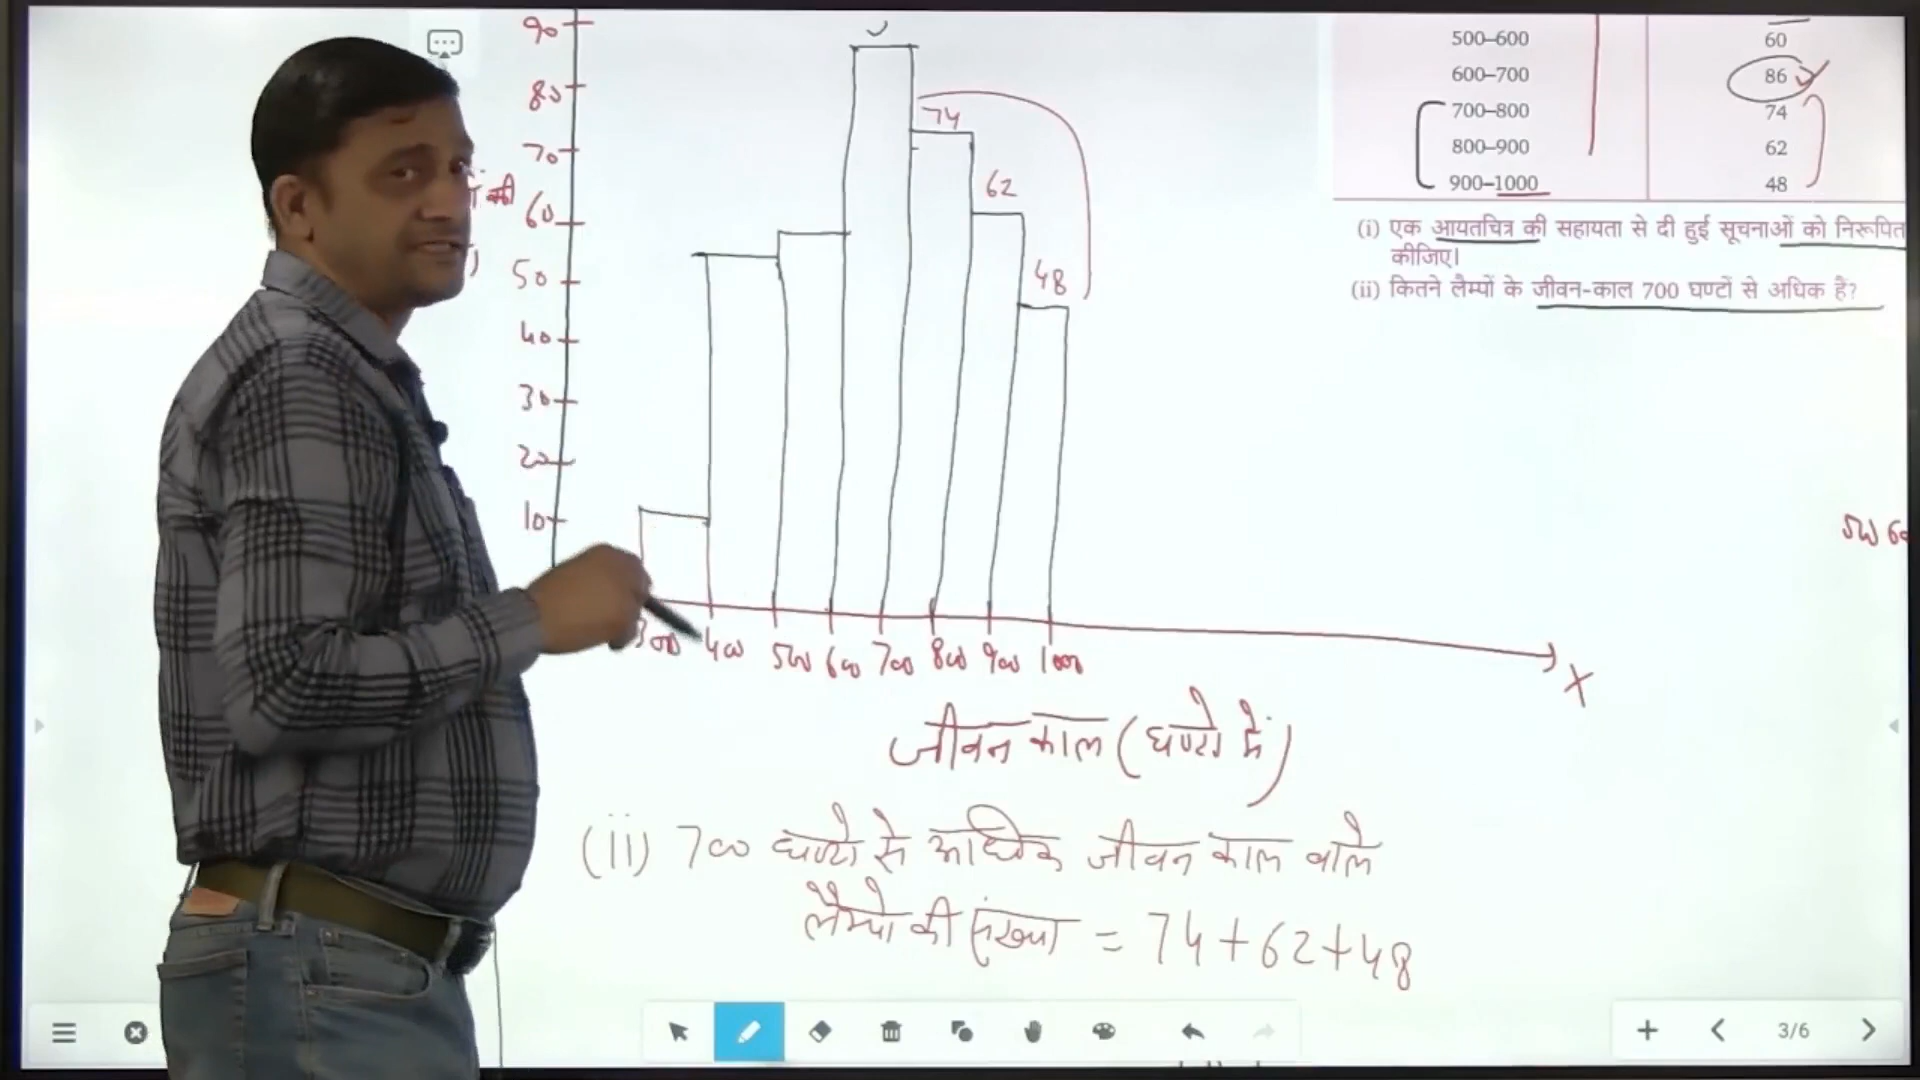 90
80
70
60
50
40
30
20
10
की
74
62
48
300 400 500 600 700 800 900 1000
X
जीवन काल (घण्टो में)
(ii) 700 घण्टो से अधिक जीवन काल वाले
लैम्पो की संख्या = 74+62+48
500–600 60
600–700 86
700–800 74
800–900 62
900–1000 48
(i) एक आयतचित्र की सहायता से दी हुई सूचनाओं को निरूपित
कीजिए।
(ii) कितने लैम्पों के जीवन-काल 700 घण्टों से अधिक हैं?
3/6